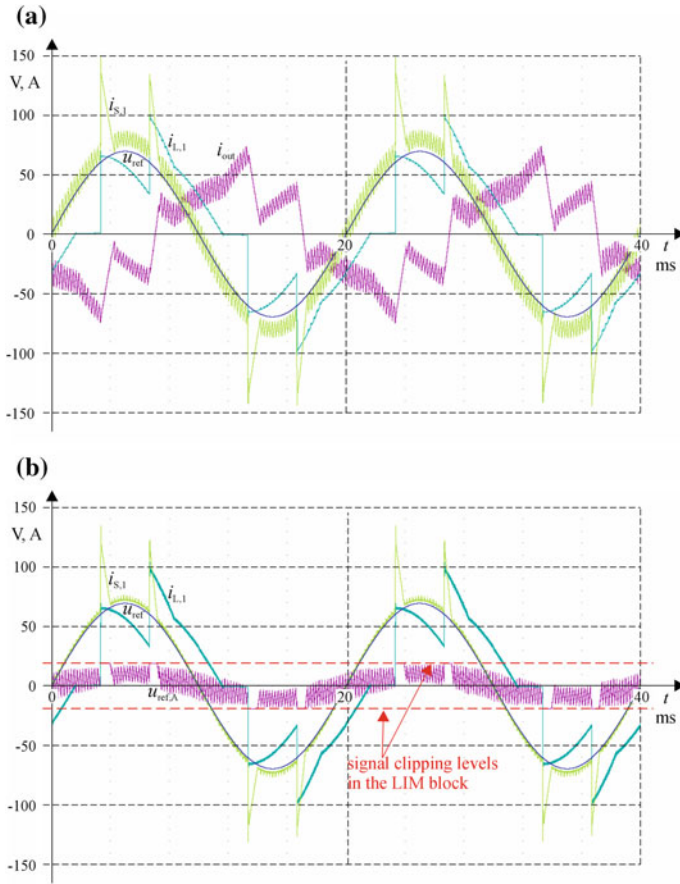 (a)
150
V, A
100
50
0
-50
-100
-150
i_S,1
i_L,1
u_ref
i_out
20
40
t
ms
(b)
150
V, A
100
50
0
-50
-100
-150
i_S,1
i_L,1
u_ref
u_ref,A
20
40
t
ms
signal clipping levels
in the LIM block